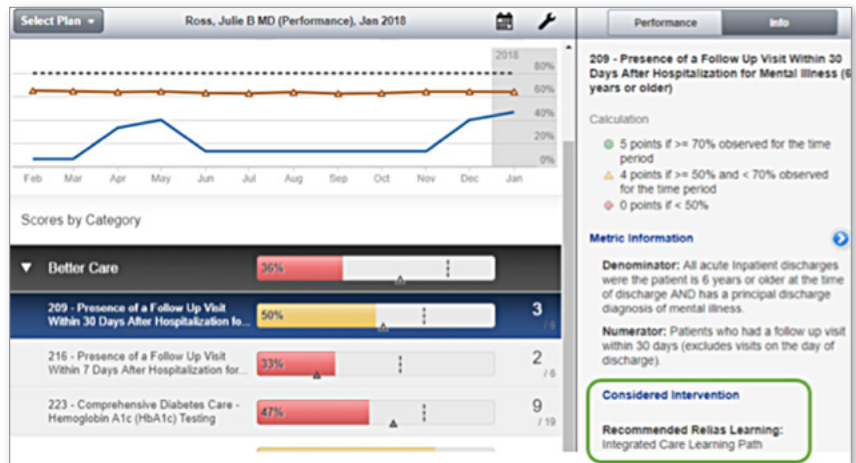 Select Plan
Ross, Julie B MD (Performance), Jan 2018
2018
80%
60%
40%
20%
0%
Feb Mar Apr May Jun Jul Aug Sep Oct Nov Dec Jan
Scores by Category
Better Care
36%
209 - Presence of a Follow Up Visit
Within 30 Days After Hospitalization fo...
50%
3
/ 6
216 - Presence of a Follow Up Visit
Within 7 Days After Hospitalization for...
33%
2
/ 6
223 - Comprehensive Diabetes Care -
Hemoglobin A1c (HbA1c) Testing
47%
9
/ 19
Performance
Info
209 - Presence of a Follow Up Visit Within 30
Days After Hospitalization for Mental Illness (6
years or older)
Calculation
5 points if >= 70% observed for the time
period
4 points if >= 50% and < 70% observed
for the time period
0 points if < 50%
Metric Information
Denominator: All acute Inpatient discharges
were the patient is 6 years or older at the time
of discharge AND has a principal discharge
diagnosis of mental illness.
Numerator: Patients who had a follow up visit
within 30 days (excludes visits on the day of
discharge).
Considered Intervention
Recommended Relias Learning:
Integrated Care Learning Path